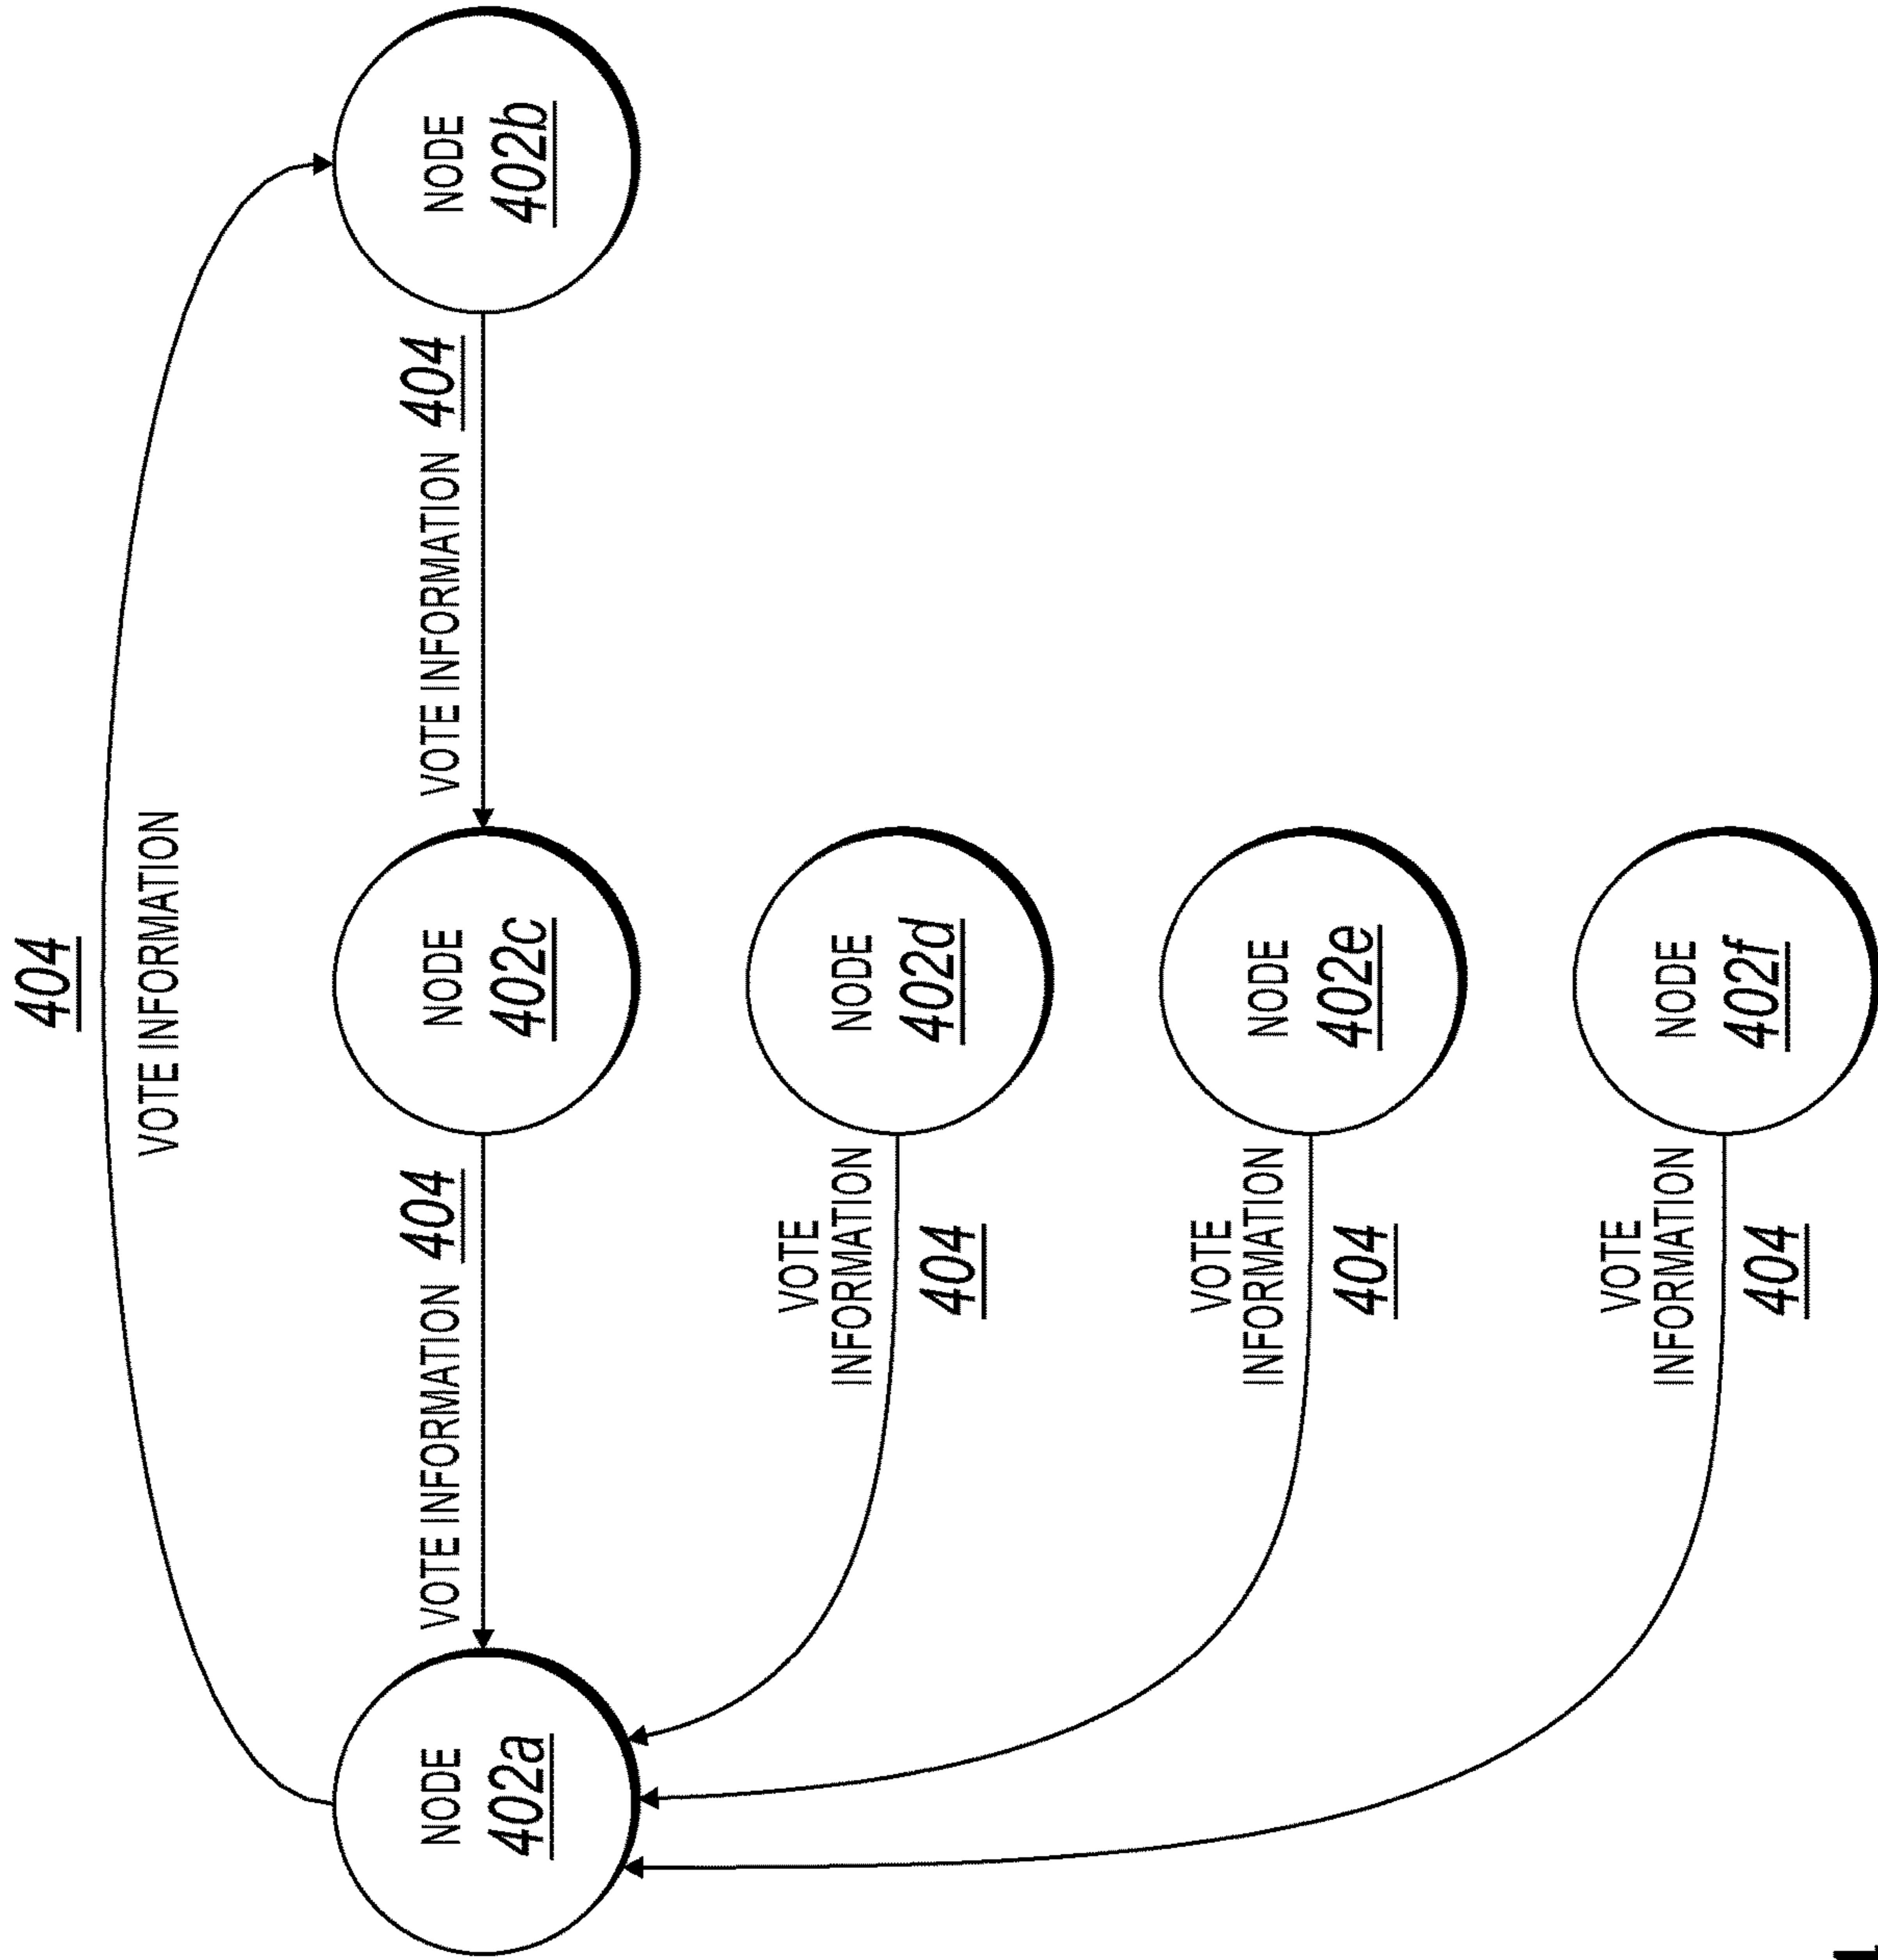 404
VOTE INFORMATION
NODE
402a
VOTE INFORMATION 404
NODE
402c
VOTE INFORMATION 404
NODE
402b
VOTE
INFORMATION
404
NODE
402d
VOTE
INFORMATION
404
NODE
402e
VOTE
INFORMATION
404
NODE
402f